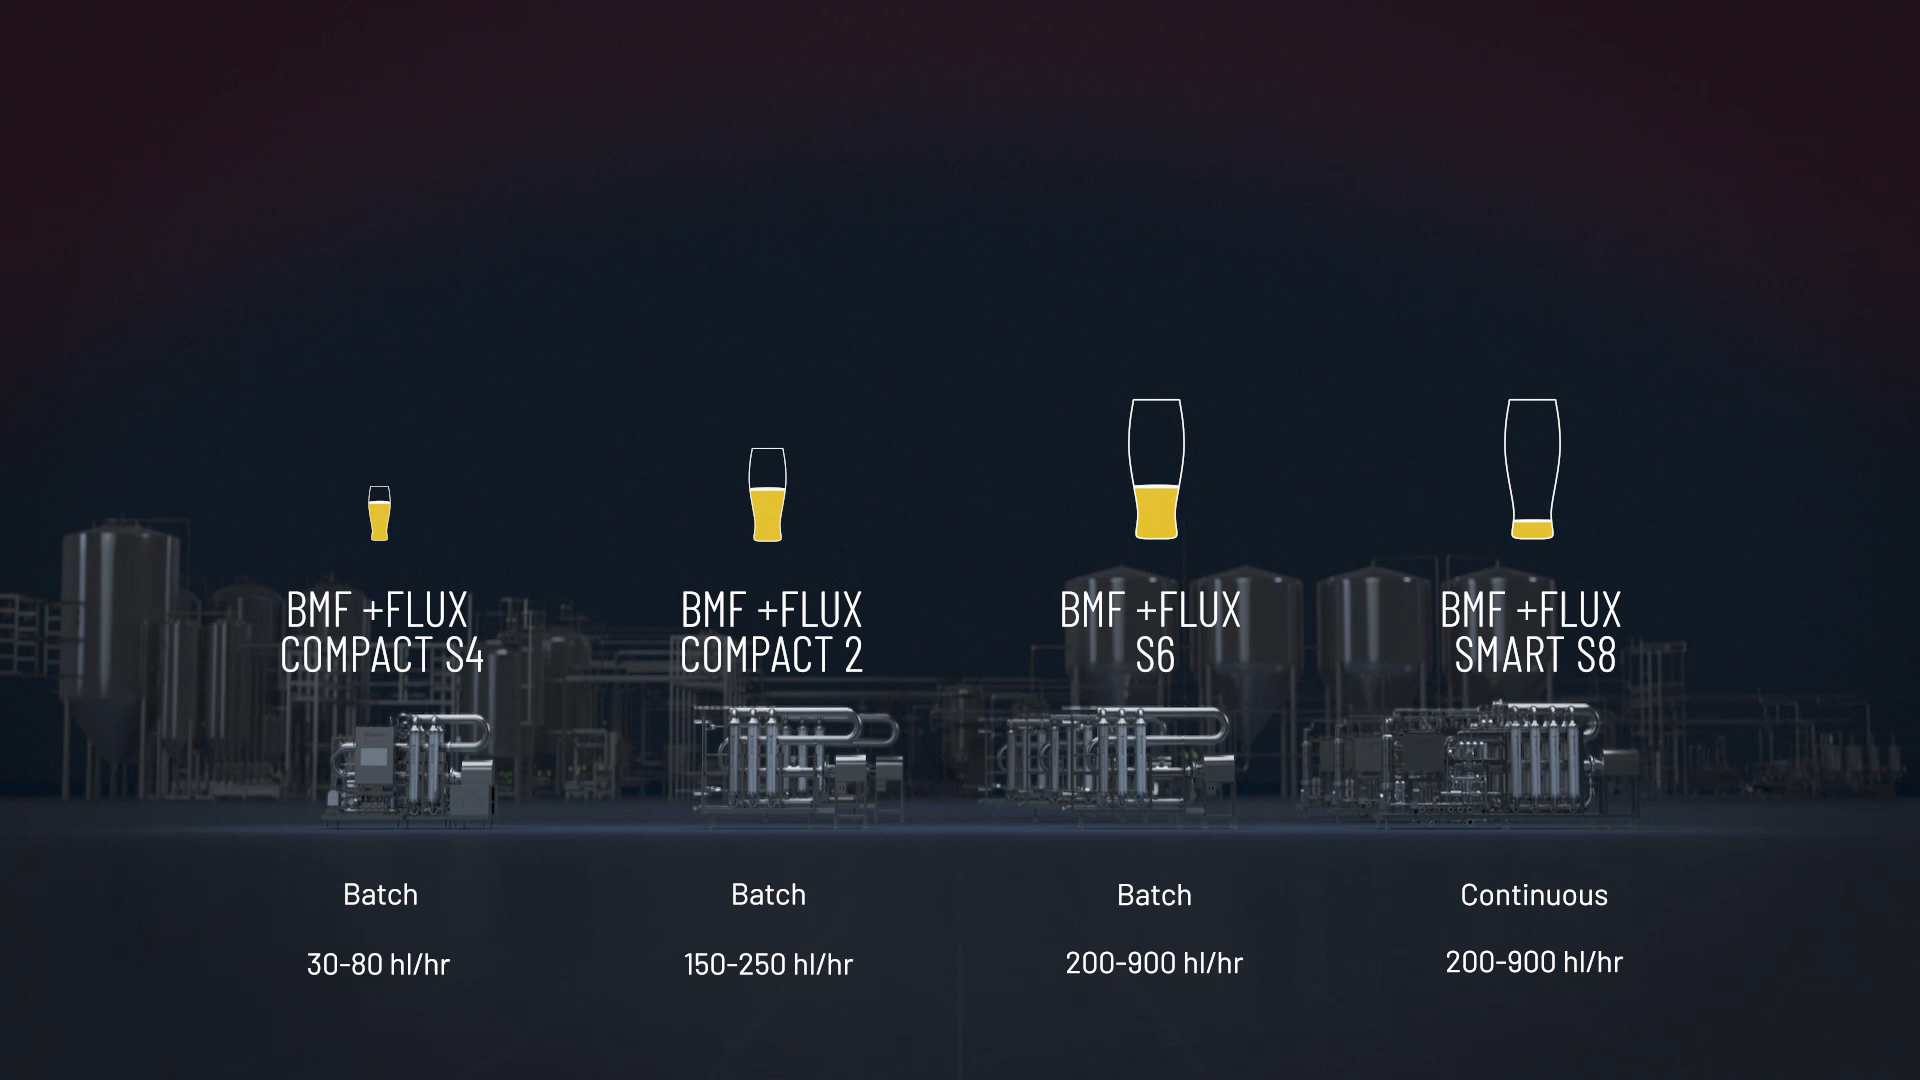 BMF +FLUX
COMPACT S4
BMF +FLUX
COMPACT 2
BMF +FLUX
S6
BMF +FLUX
SMART S8
Batch
Batch
Batch
Continuous
30-80 hl/hr
150-250 hl/hr
200-900 hl/hr
200-900 hl/hr